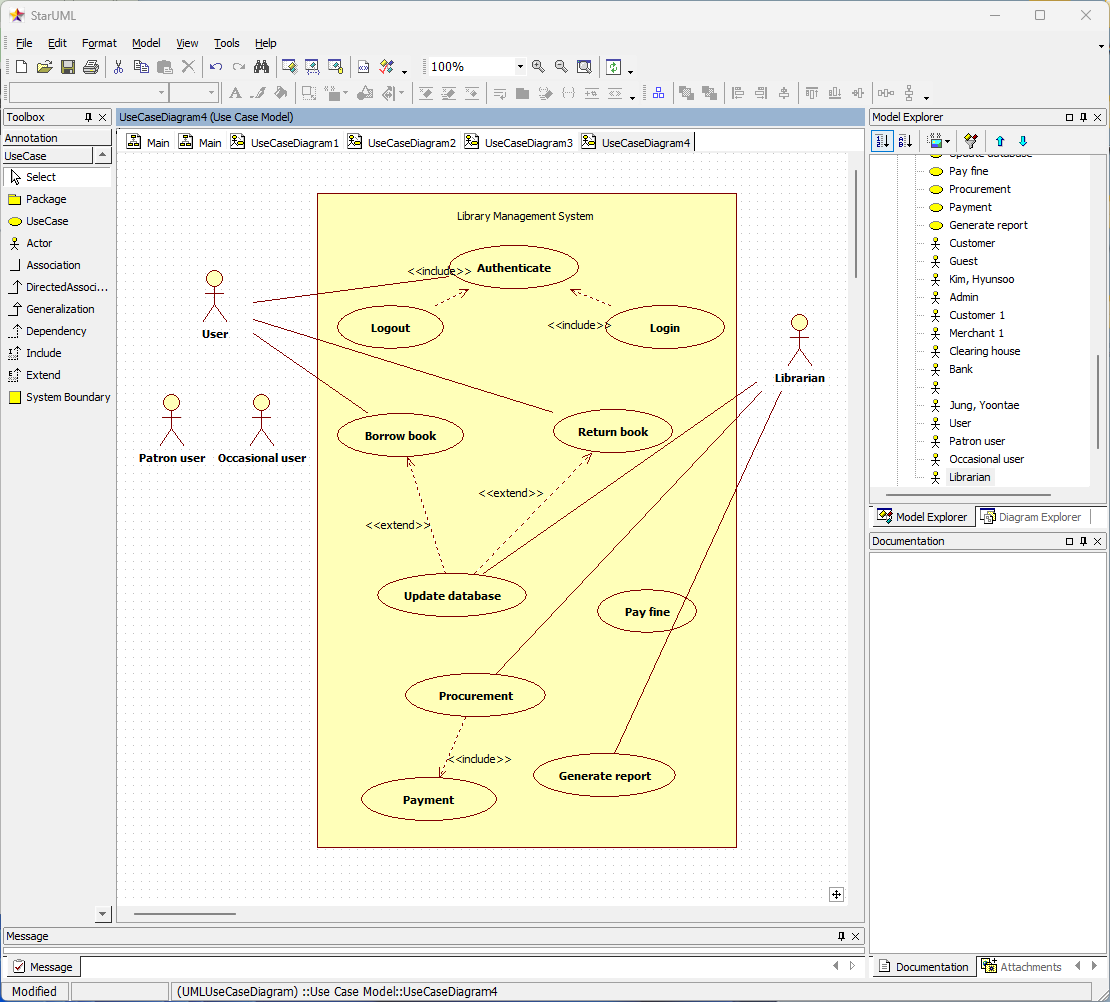 StarUML
File Edit Format Model View Tools Help
100%
Toolbox
Annotation
UseCase
Select
Package
UseCase
Actor
Association
DirectedAssoci...
Generalization
Dependency
Include
Extend
System Boundary
UseCaseDiagram4 (Use Case Model)
Main Main UseCaseDiagram1 UseCaseDiagram2 UseCaseDiagram3 UseCaseDiagram4
Library Management System
<<include>>
Authenticate
Logout
<<include>>
Login
User
Librarian
Patron user
Occasional user
Borrow book
Return book
<<extend>>
<<extend>>
Update database
Pay fine
Procurement
<<include>>
Generate report
Payment
Model Explorer
Update database
Pay fine
Procurement
Payment
Generate report
Customer
Guest
Kim, Hyunsoo
Admin
Customer 1
Merchant 1
Clearing house
Bank
Jung, Yoontae
User
Patron user
Occasional user
Librarian
Model Explorer Diagram Explorer
Documentation
Documentation Attachments
Message
Message
Modified
(UMLUseCaseDiagram) ::Use Case Model::UseCaseDiagram4